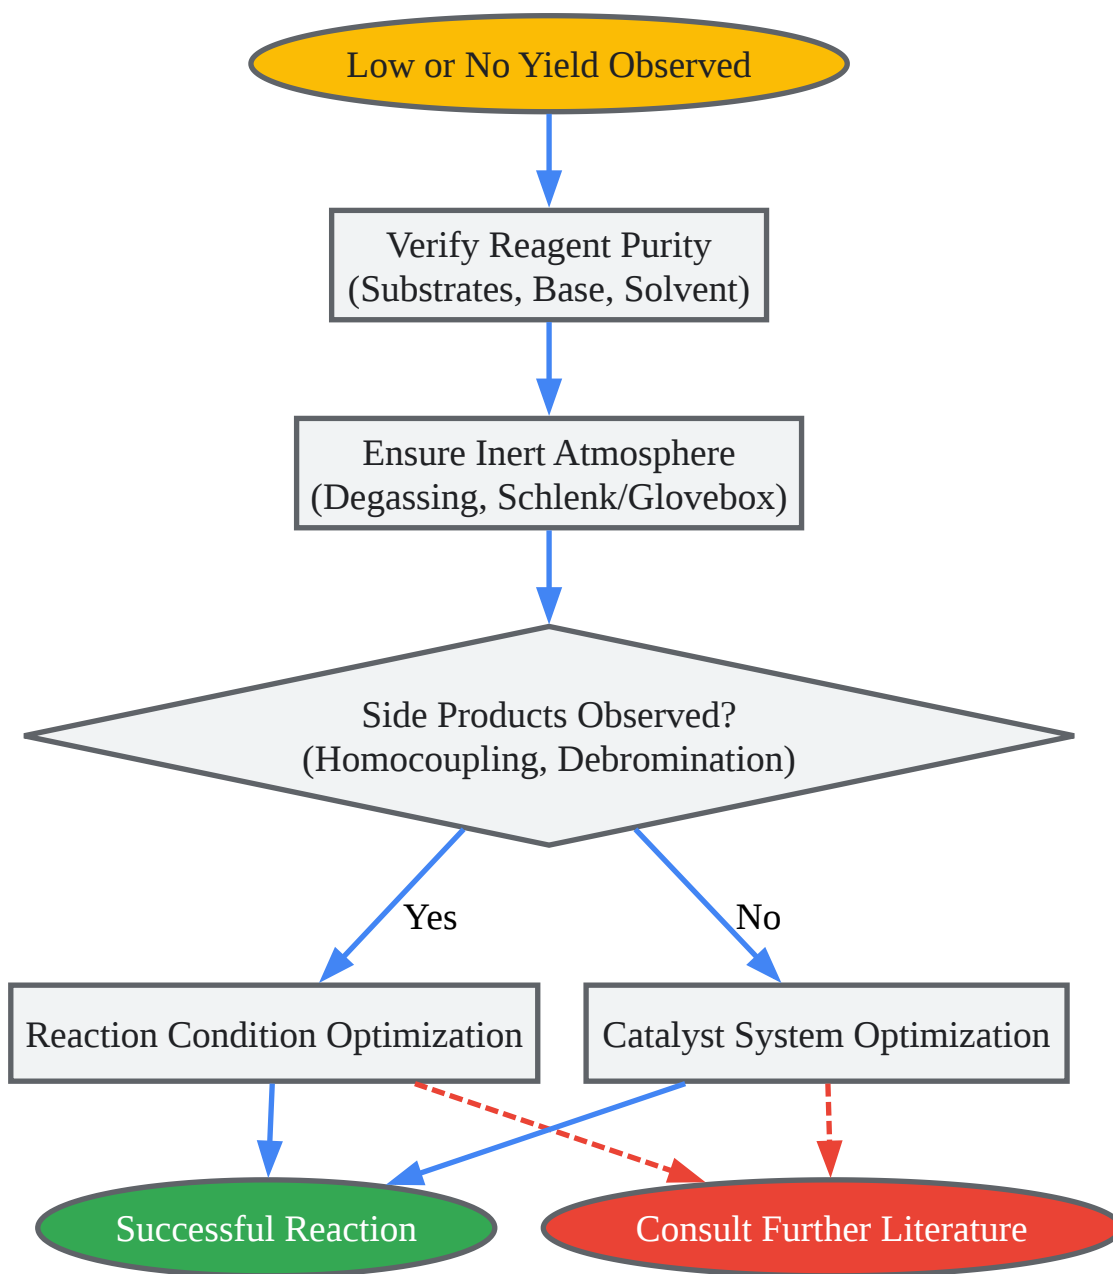 Low or No Yield Observed
Verify Reagent Purity
(Substrates, Base, Solvent)
Ensure Inert Atmosphere
(Degassing, Schlenk/Glovebox)
Side Products Observed?
(Homocoupling, Debromination)
Yes
No
Reaction Condition Optimization
Catalyst System Optimization
Successful Reaction
Consult Further Literature